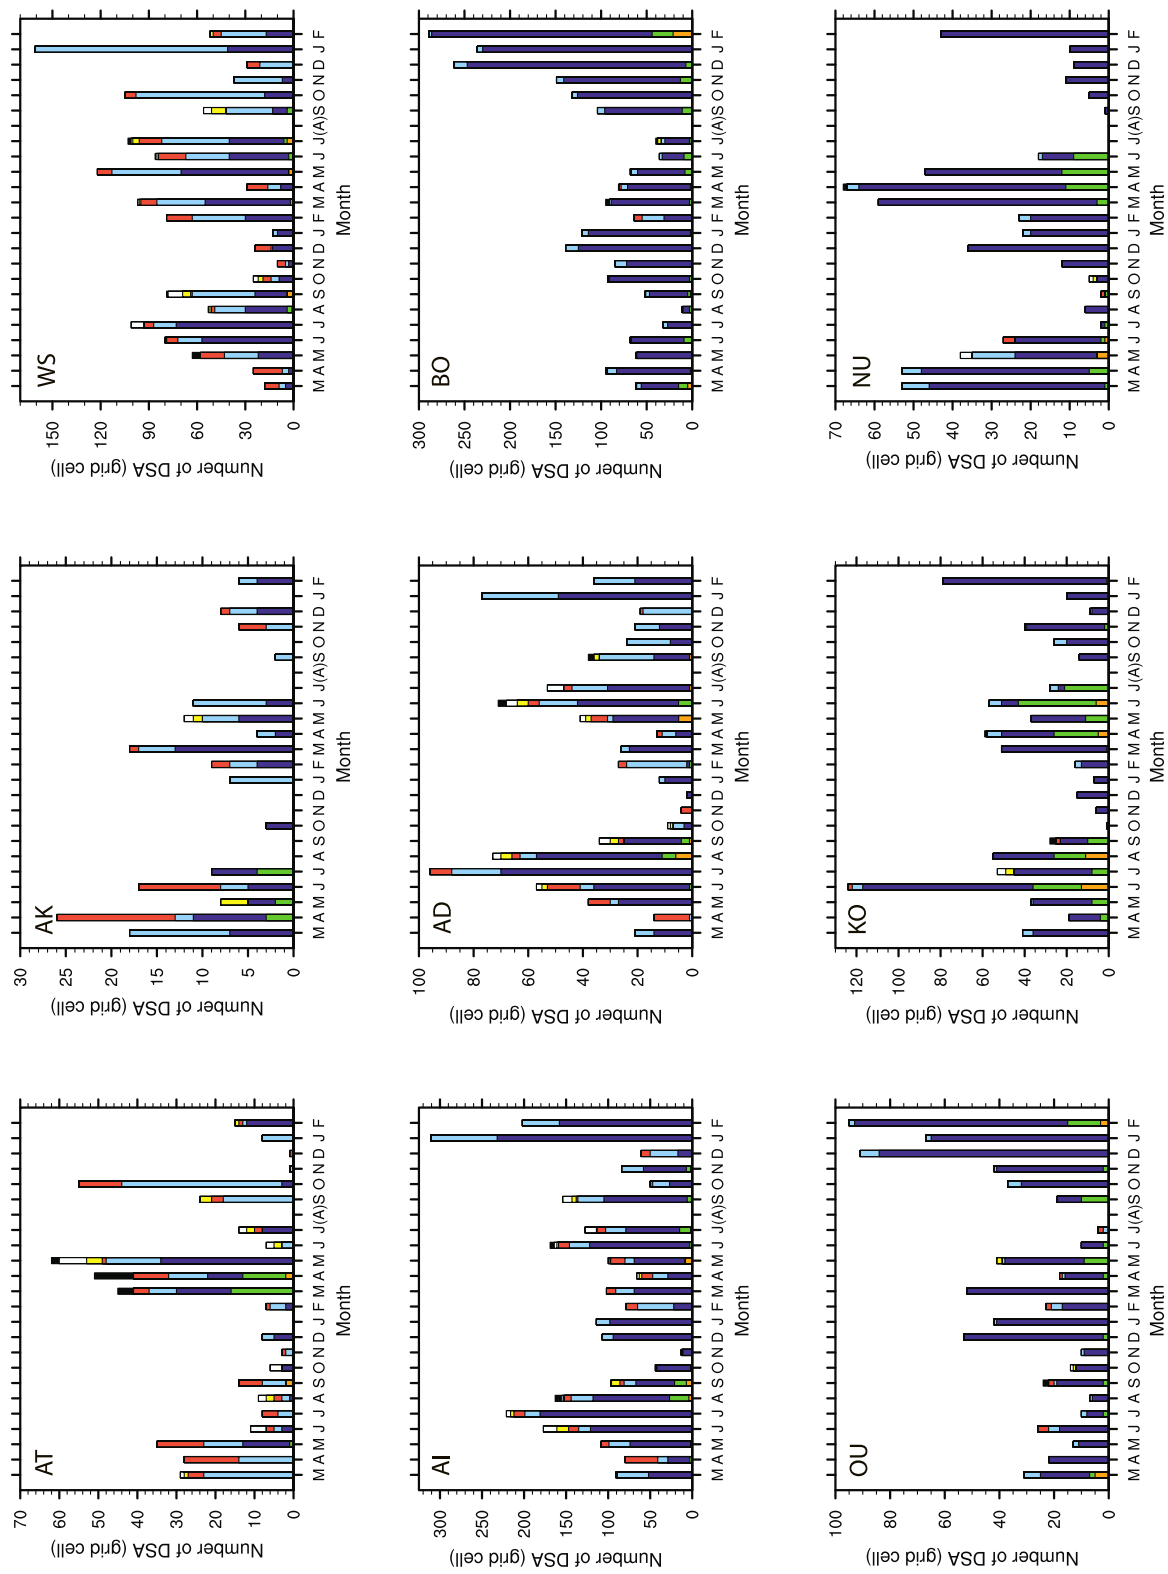 AT
70
60
50
40
30
20
10
0
Number of DSA (grid cell)
M A M J J A S O N D J F M A M J J(A)S O N D J F
Month
AK
30
25
20
15
10
5
0
Number of DSA (grid cell)
M A M J J A S O N D J F M A M J J(A)S O N D J F
Month
WS
150
120
90
60
30
0
Number of DSA (grid cell)
M A M J J A S O N D J F M A M J J(A)S O N D J F
Month
AI
300
250
200
150
100
50
0
Number of DSA (grid cell)
M A M J J A S O N D J F M A M J J(A)S O N D J F
Month
AD
100
80
60
40
20
0
Number of DSA (grid cell)
M A M J J A S O N D J F M A M J J(A)S O N D J F
Month
BO
300
250
200
150
100
50
0
Number of DSA (grid cell)
M A M J J A S O N D J F M A M J J(A)S O N D J F
Month
OU
100
80
60
40
20
0
Number of DSA (grid cell)
M A M J J A S O N D J F M A M J J(A)S O N D J F
Month
KO
120
100
80
60
40
20
0
Number of DSA (grid cell)
M A M J J A S O N D J F M A M J J(A)S O N D J F
Month
NU
70
60
50
40
30
20
10
0
Number of DSA (grid cell)
M A M J J A S O N D J F M A M J J(A)S O N D J F
Month